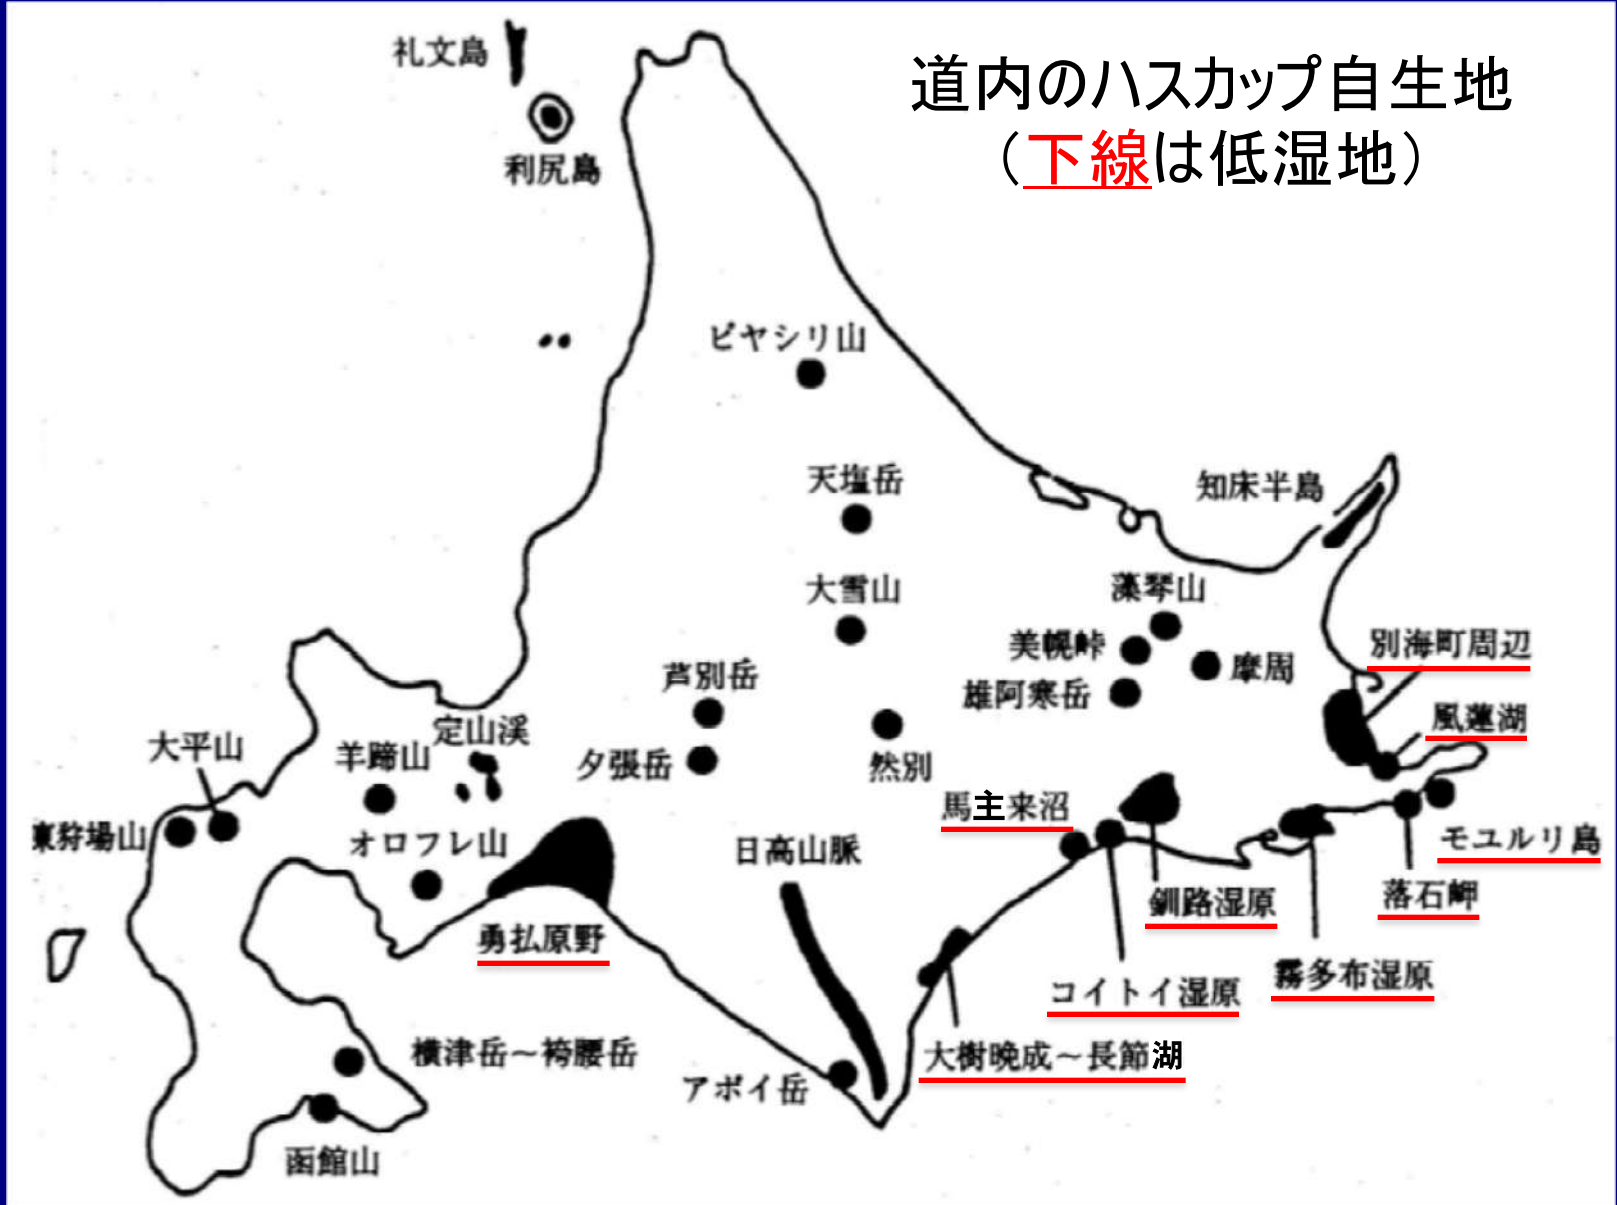 道内のハスカップ自生地
（下線は低湿地）
礼文島
利尻島
ピヤシリ山
天塩岳
知床半島
大雪山
藻琴山
美幌峠
摩周
別海町周辺
芦別岳
雄阿寒岳
風蓮湖
定山渓
大平山
羊蹄山
夕張岳
然別
馬主来沼
東狩場山
オロフレ山
日高山脈
モユルリ島
釧路湿原
落石岬
勇払原野
霧多布湿原
コイトイ湿原
横津岳～袴腰岳
大樹晩成～長節湖
アポイ岳
函館山